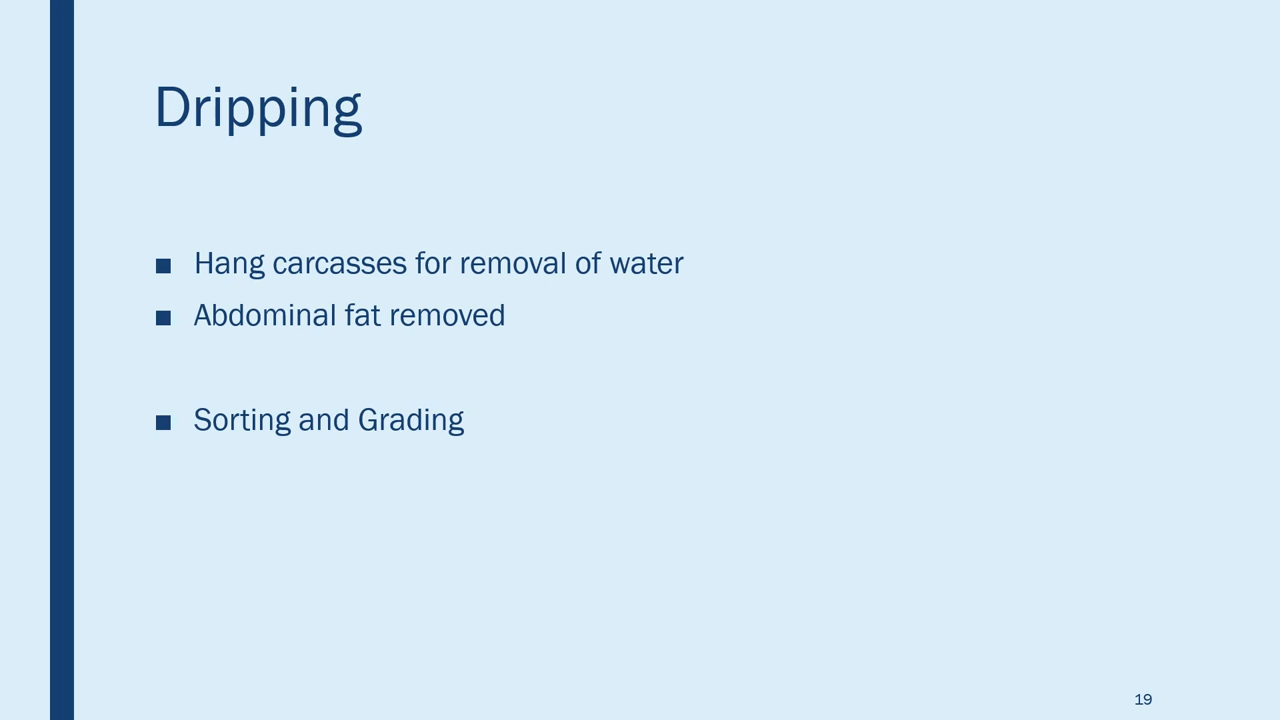 Dripping
■ Hang carcasses for removal of water
■ Abdominal fat removed
■ Sorting and Grading
19